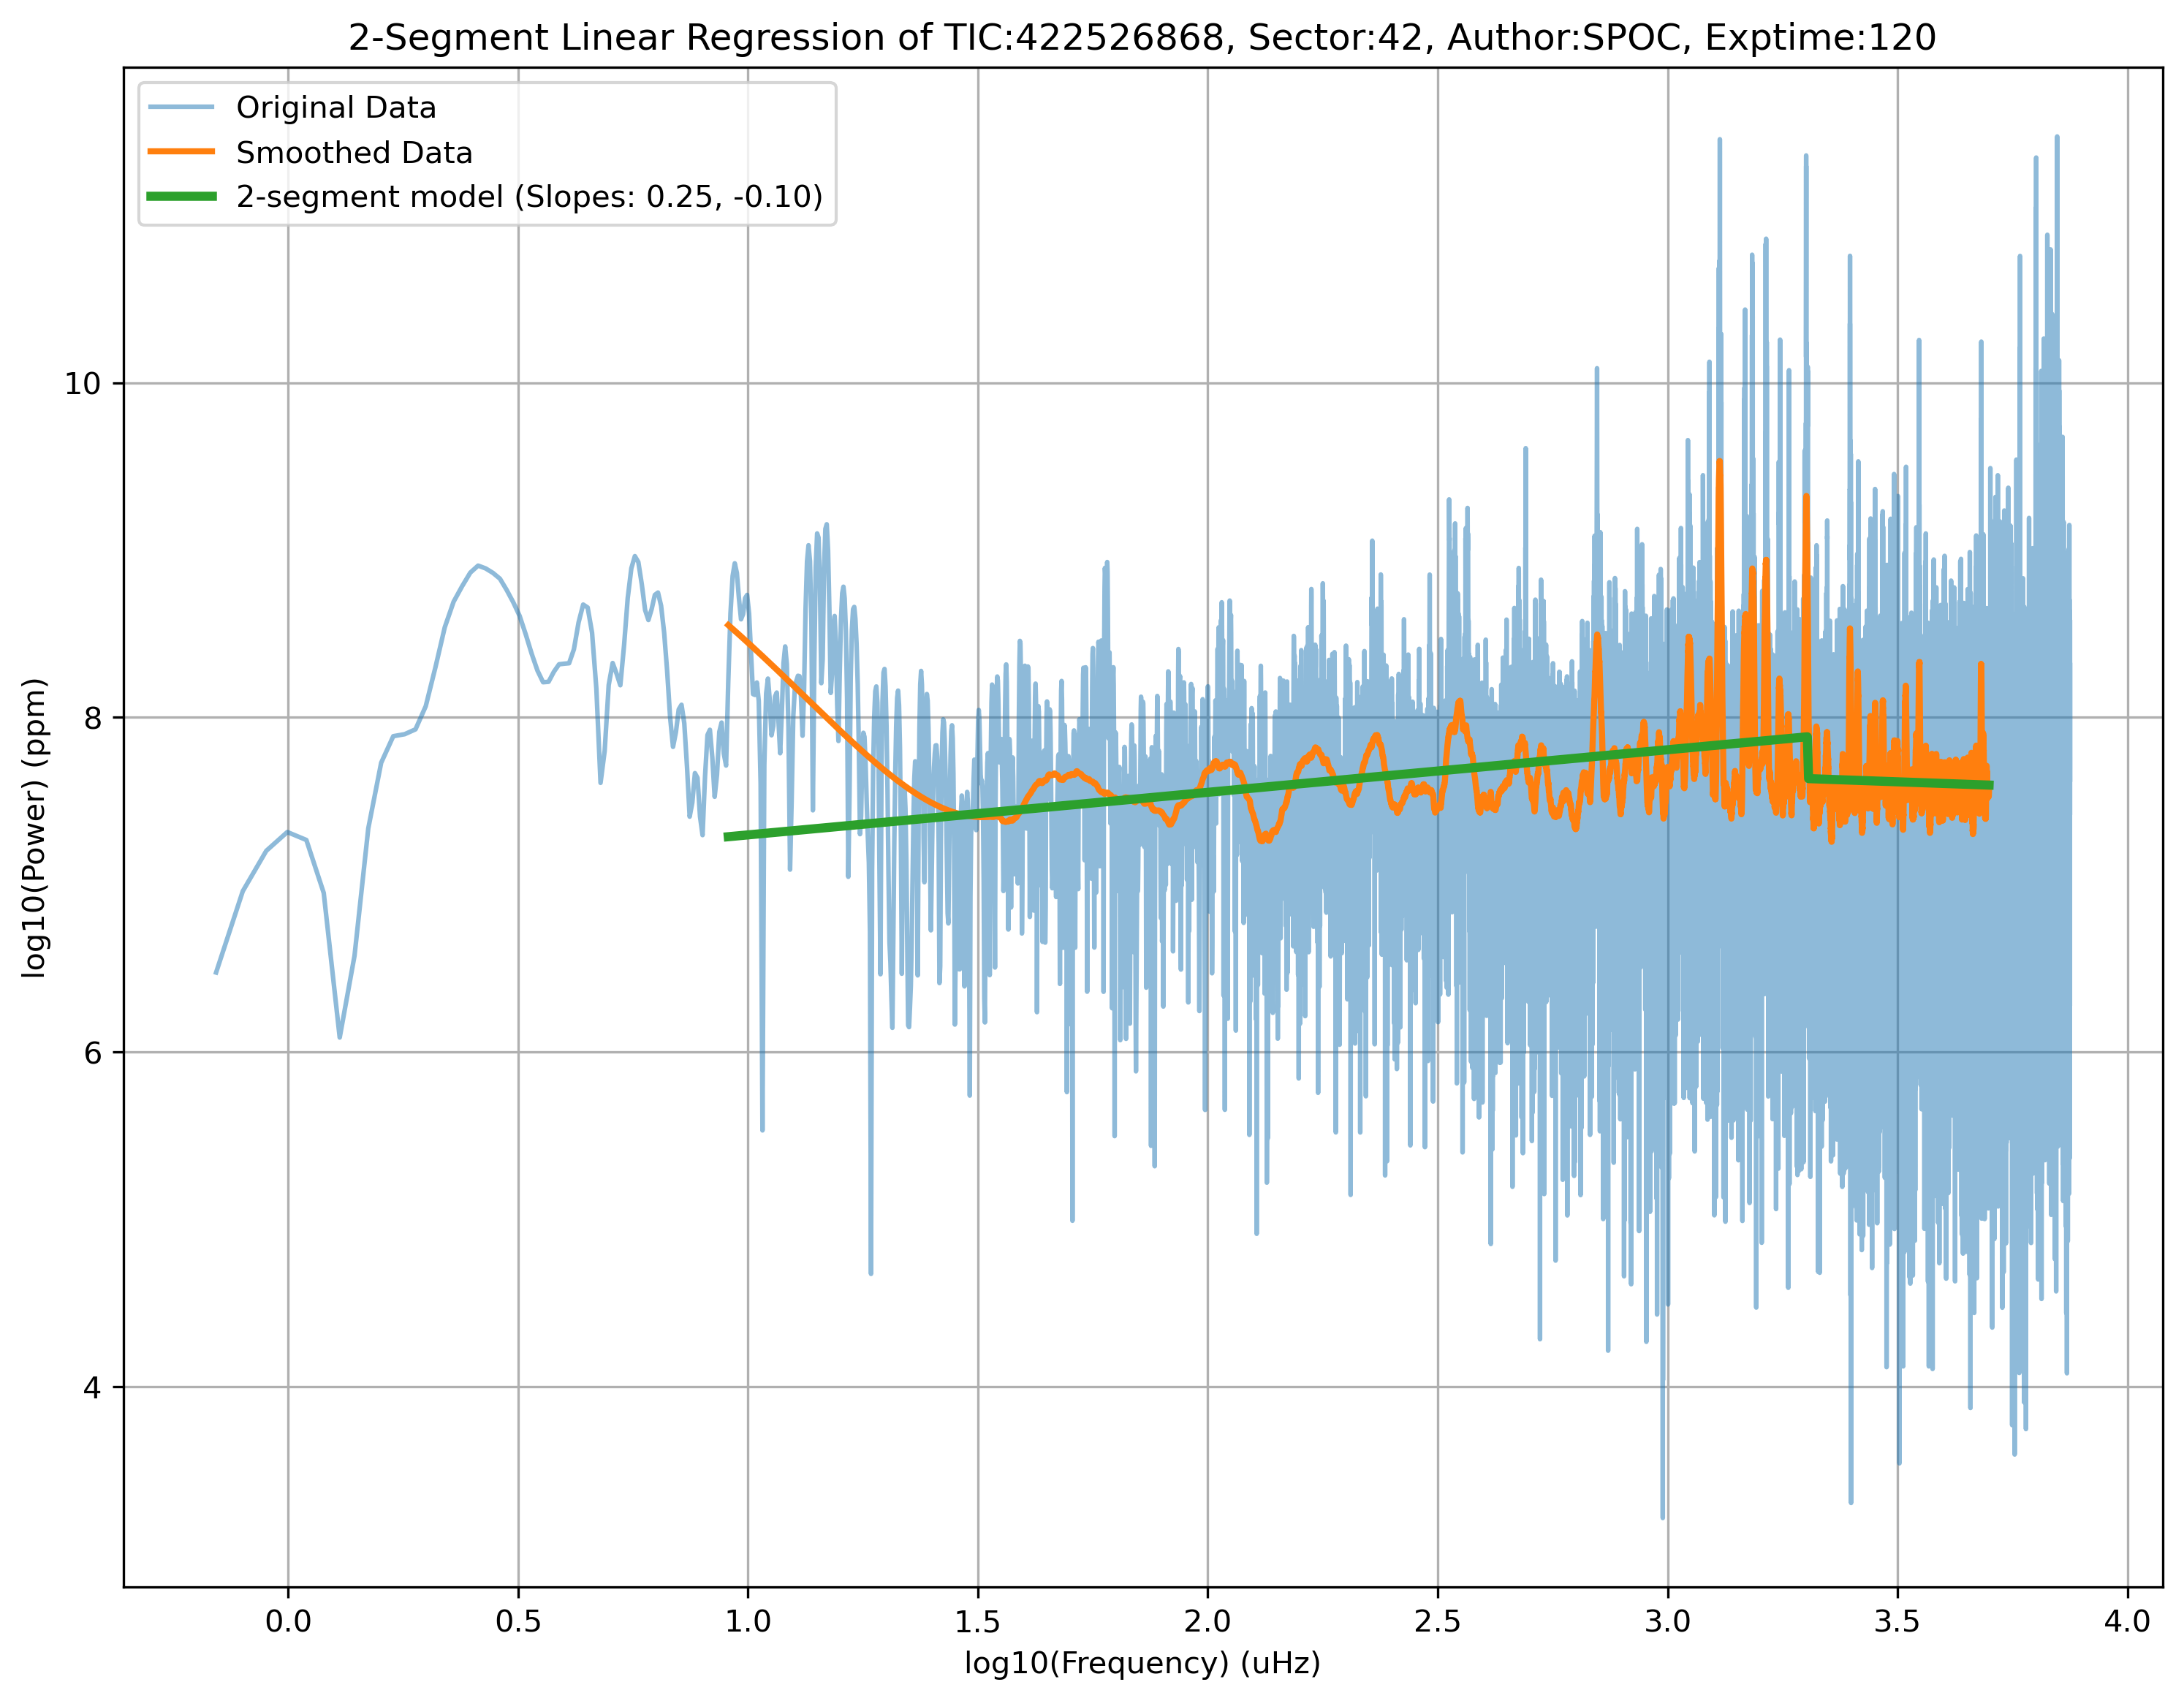 2-Segment Linear Regression of TIC:422526868, Sector:42, Author:SPOC, Exptime:120
Original Data
Smoothed Data
2-segment model (Slopes: 0.25, -0.10)
log10(Power) (ppm)
10
8
6
4
0.0 0.5 1.0 1.5 2.0 2.5 3.0 3.5 4.0
log10(Frequency) (uHz)